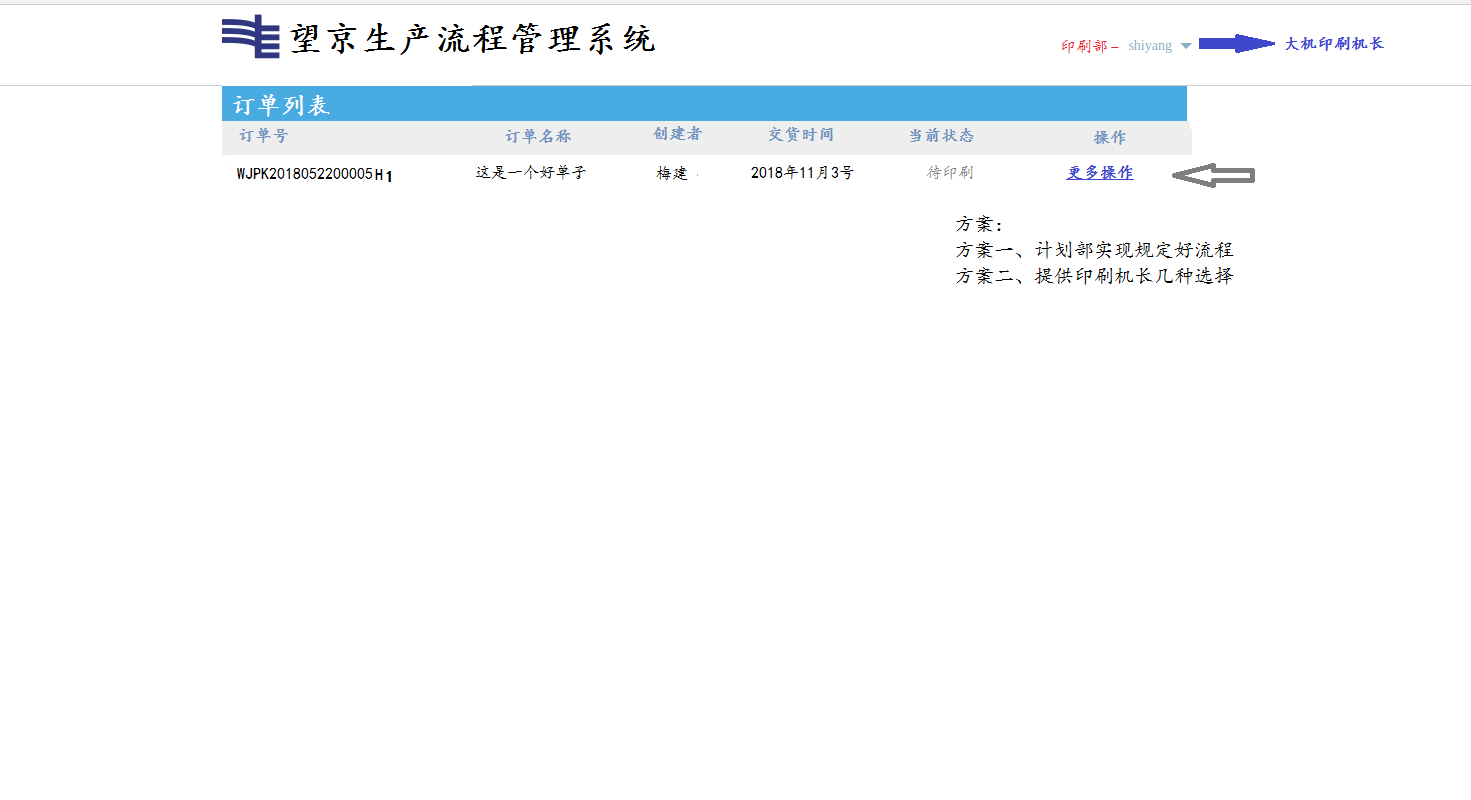 望京生产流程管理系统
印刷部– shiyang 大机印刷机长
订单列表
订单号 订单名称 创建者 交货时间 当前状态 操作
WJPK2018052200005H1 这是一个好单子 梅建 2018年11月3号 待印刷 更多操作
方案：
方案一、计划部实现规定好流程
方案二、提供印刷机长几种选择